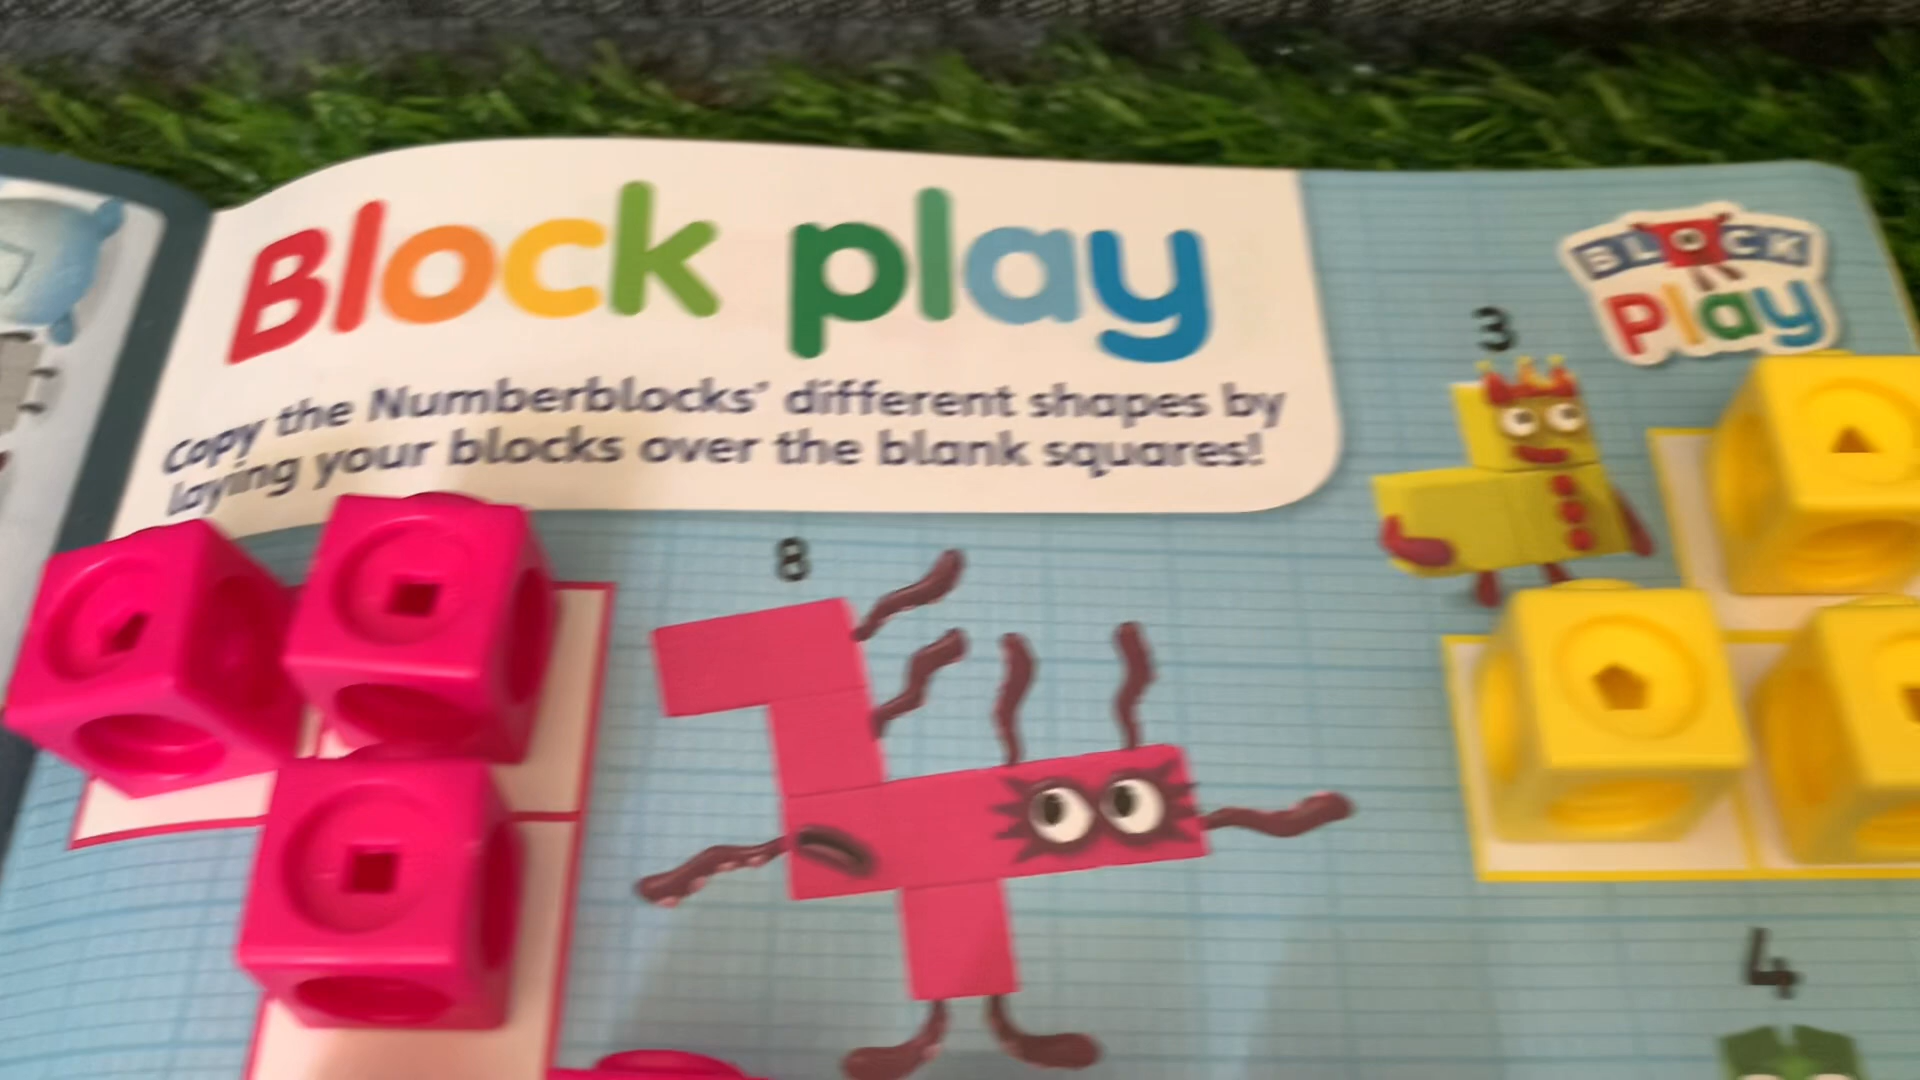 Block play
Copy the Numberblocks' different shapes by
laying your blocks over the blank squares!
BLOCK
Play
3
8
4